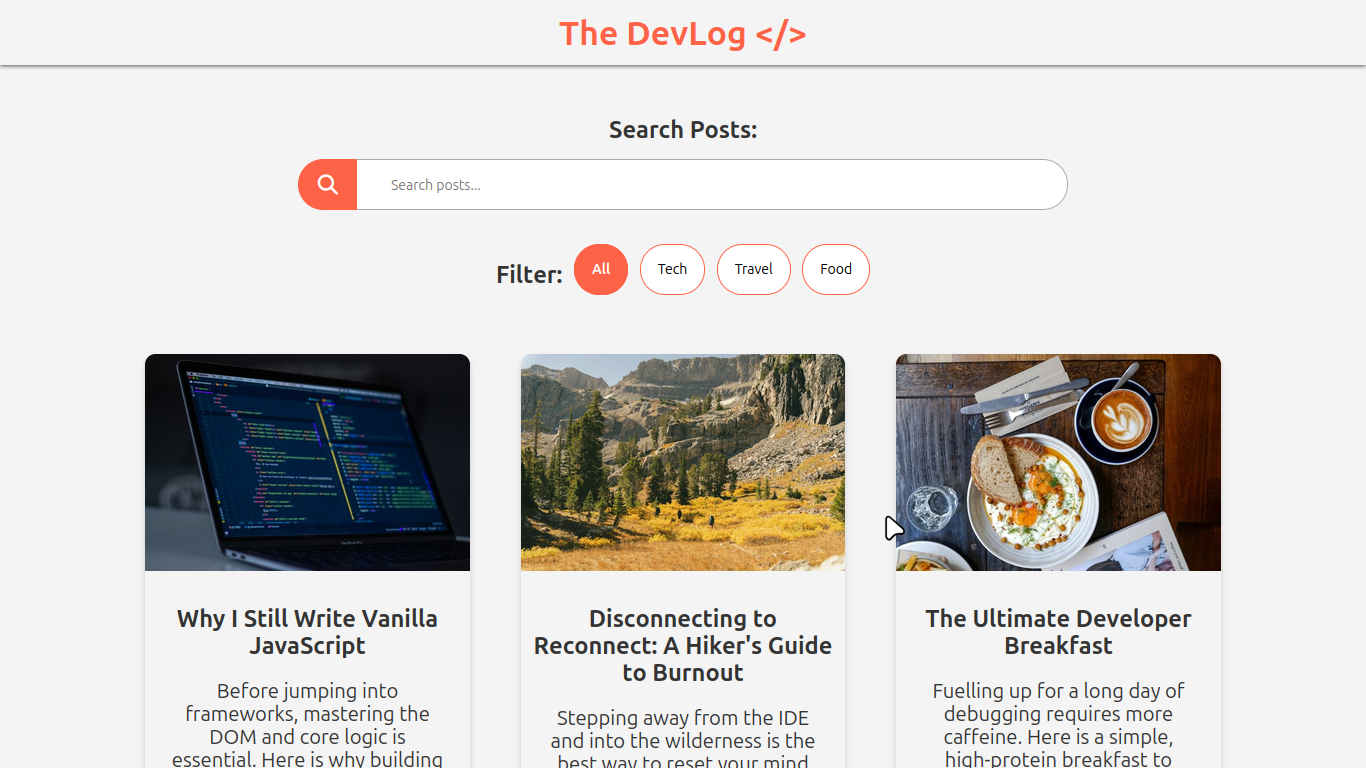 The DevLog </>
Search Posts:
Search posts...
Filter: All Tech Travel Food
Why I Still Write Vanilla
JavaScript
Before jumping into
frameworks, mastering the
DOM and core logic is
essential. Here is why building
Disconnecting to
Reconnect: A Hiker's Guide
to Burnout
Stepping away from the IDE
and into the wilderness is the
best way to reset your mind
The Ultimate Developer
Breakfast
Fuelling up for a long day of
debugging requires more
caffeine. Here is a simple,
high-protein breakfast to